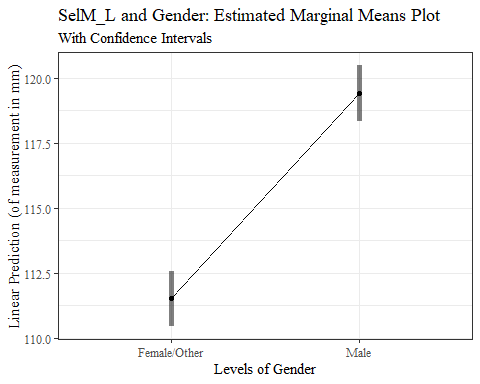 SelM_L and Gender: Estimated Marginal Means Plot
With Confidence Intervals
Linear Prediction (of measurement in mm)
120.0
117.5
115.0
112.5
110.0
Female/Other
Male
Levels of Gender